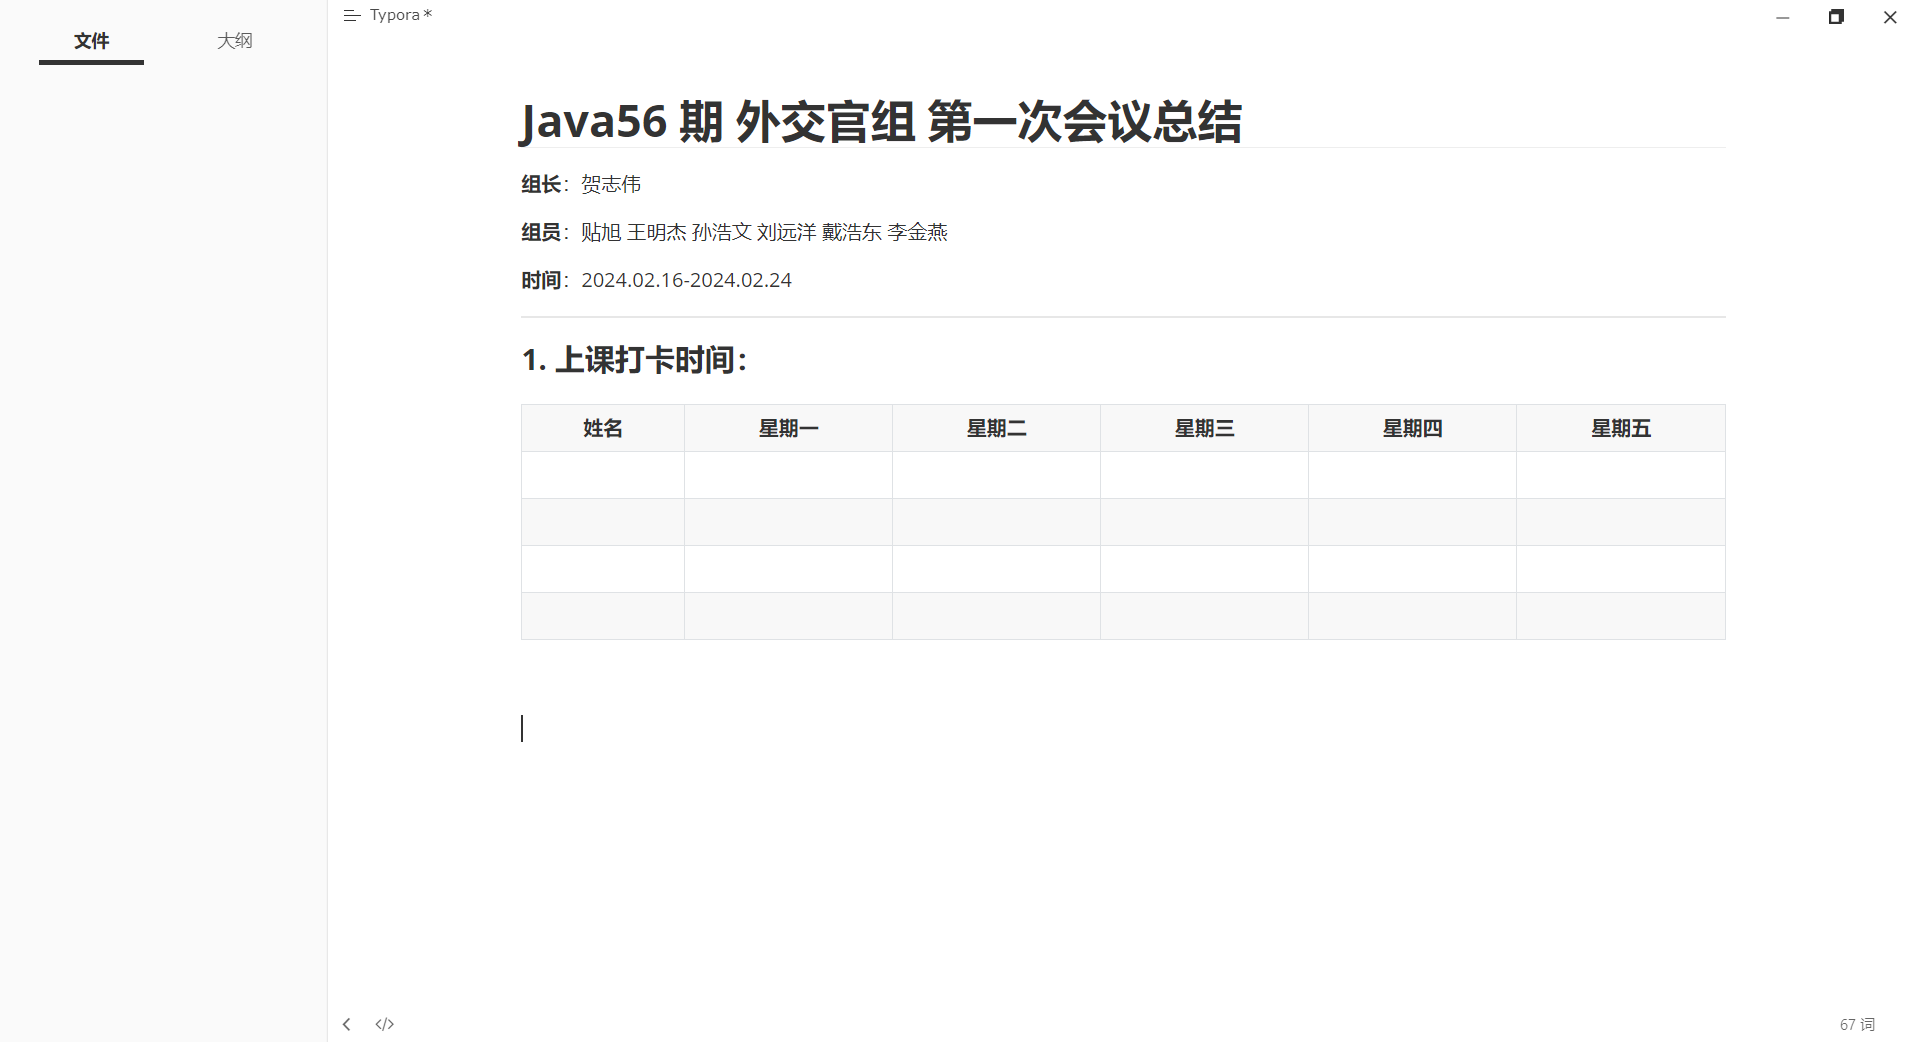 文件 大纲
Typora*
Java56 期 外交官组 第一次会议总结
组长：贺志伟
组员：贴旭 王明杰 孙浩文 刘远洋 戴浩东 李金燕
时间：2024.02.16-2024.02.24
1. 上课打卡时间：
姓名 星期一 星期二 星期三 星期四 星期五
</> 67 词